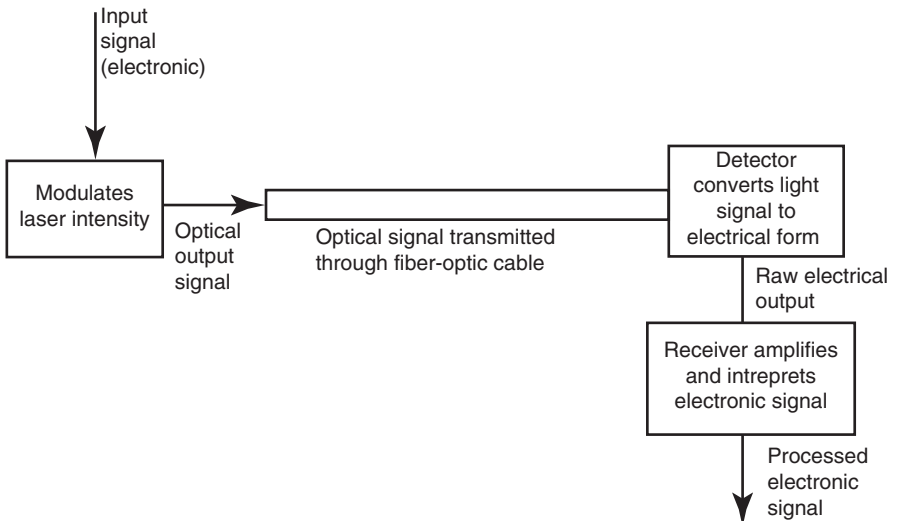 Input
signal
(electronic)
Modulates
laser intensity
Optical
output
signal
Optical signal transmitted
through fiber-optic cable
Detector
converts light
signal to
electrical form
Raw electrical
output
Receiver amplifies
and intreprets
electronic signal
Processed
electronic
signal